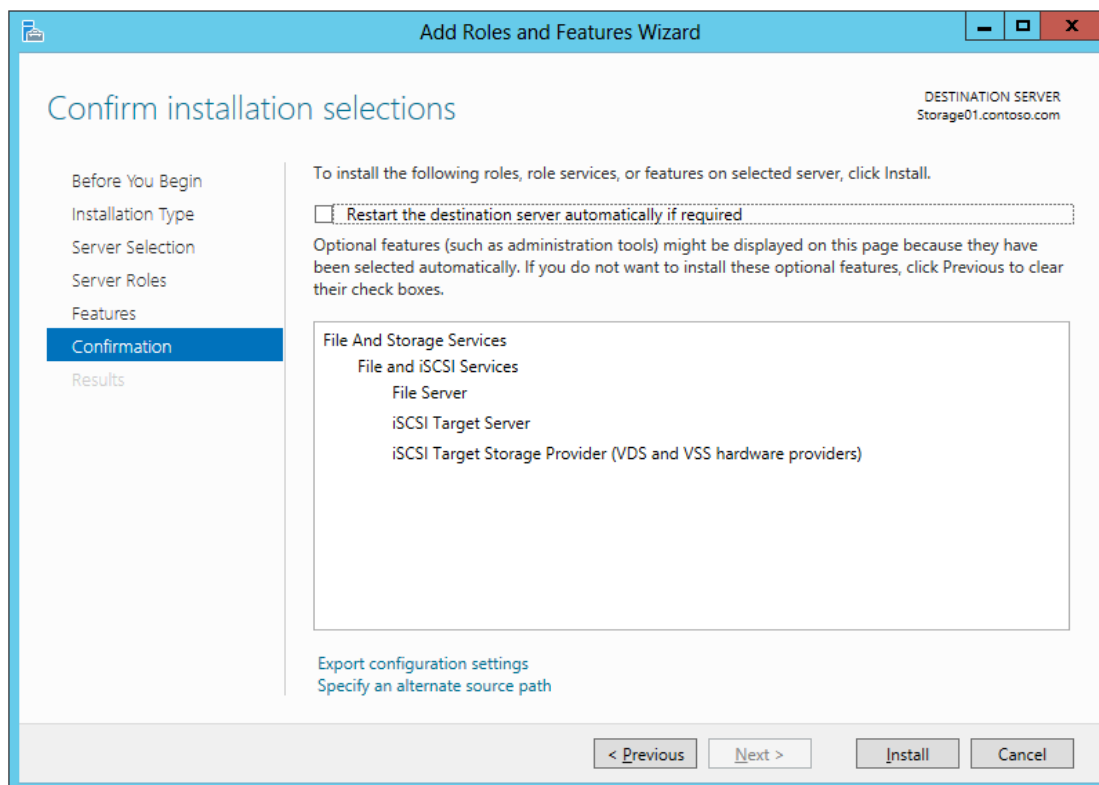 Add Roles and Features Wizard
Confirm installation selections
DESTINATION SERVER
Storage01.contoso.com
Before You Begin
Installation Type
Server Selection
Server Roles
Features
Confirmation
Results
To install the following roles, role services, or features on selected server, click Install.
Restart the destination server automatically if required
Optional features (such as administration tools) might be displayed on this page because they have
been selected automatically. If you do not want to install these optional features, click Previous to clear
their check boxes.
File And Storage Services
File and iSCSI Services
File Server
iSCSI Target Server
iSCSI Target Storage Provider (VDS and VSS hardware providers)
Export configuration settings
Specify an alternate source path
< Previous
Next >
Install
Cancel